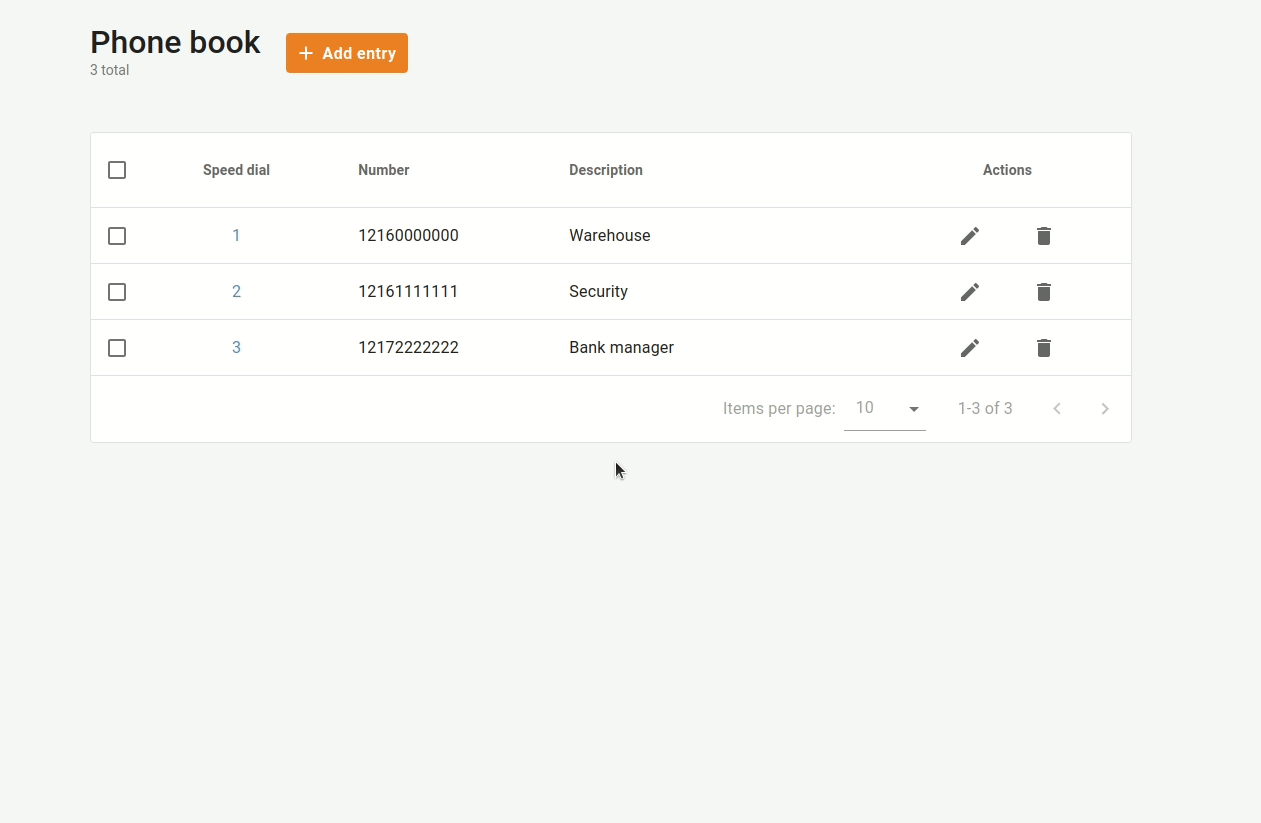 Phone book
3 total
Add entry
Speed dial Number Description Actions
1 12160000000 Warehouse
2 12161111111 Security
3 12172222222 Bank manager
Items per page: 10 1-3 of 3